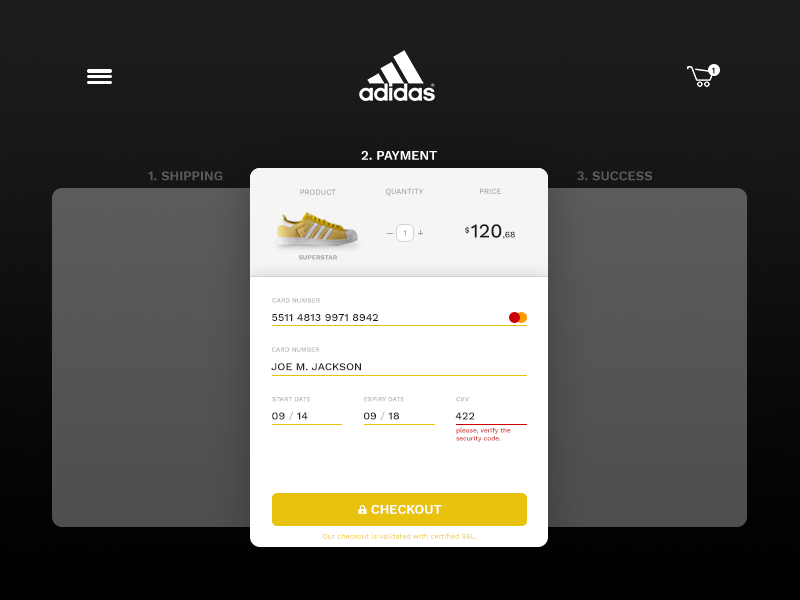 adidas
1
2. PAYMENT
1. SHIPPING
3. SUCCESS
PRODUCT
QUANTITY
PRICE
– 1 +
$120,68
SUPERSTAR
CARD NUMBER
5511 4813 9971 8942
CARD NUMBER
JOE M. JACKSON
START DATE
EXPIRY DATE
CVV
09 / 14
09 / 18
422
please, verify the
security code.
CHECKOUT
Our checkout is validated with certified SSL.